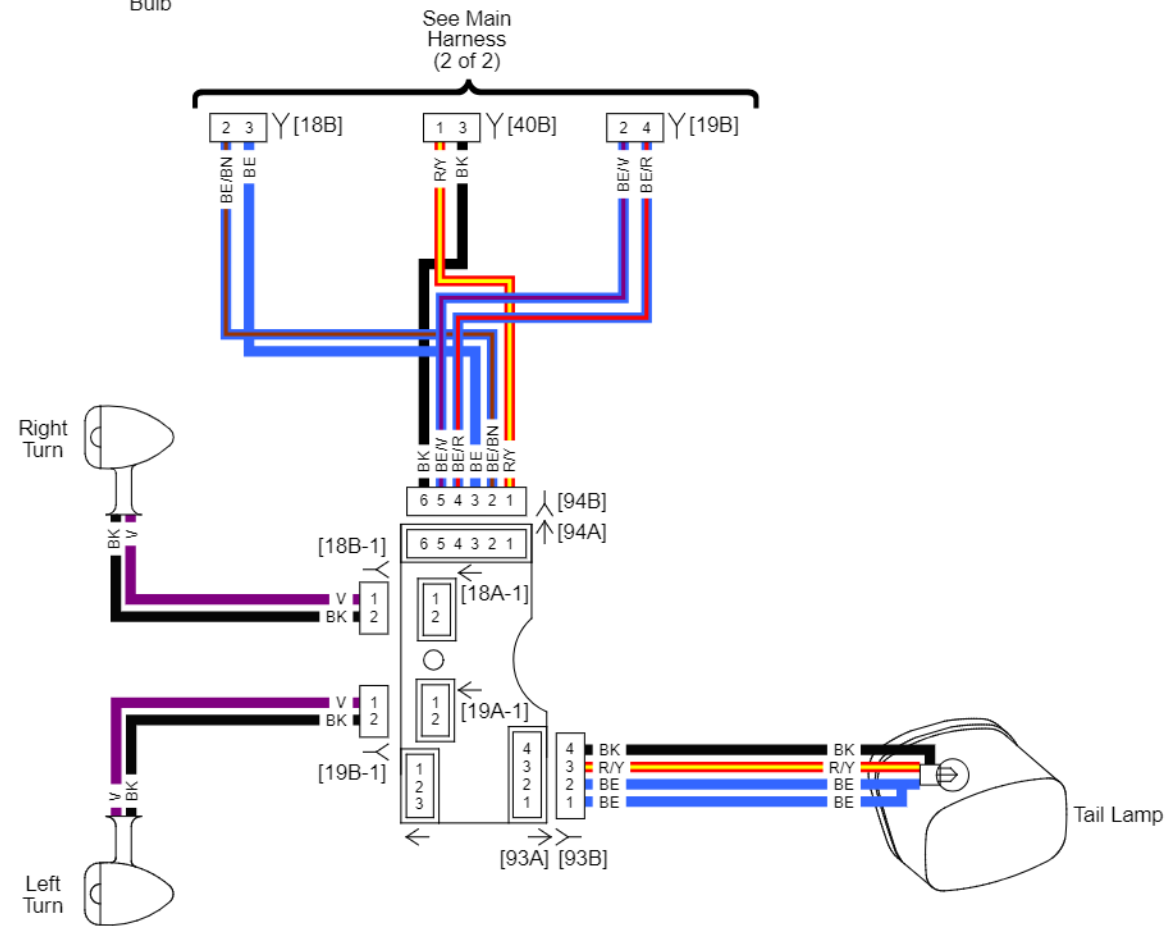 Bulb
See Main
Harness
(2 of 2)
2 3 [18B]
1 3 [40B]
2 4 [19B]
BE/BN
BE
R/Y
BK
BE/V
BE/R
Right
Turn
BK
V
BK
BE/V
BE/R
BE
BE/BN
R/Y
6 5 4 3 2 1
[94B]
6 5 4 3 2 1
[94A]
[18B-1]
V 1
BK 2
1
2
[18A-1]
V 1
BK 2
1
2
[19A-1]
[19B-1]
V
BK
Left
Turn
1
2
3
4
3
2
1
4 BK BK
3 R/Y R/Y
2 BE BE
1 BE BE
[93A] [93B]
Tail Lamp